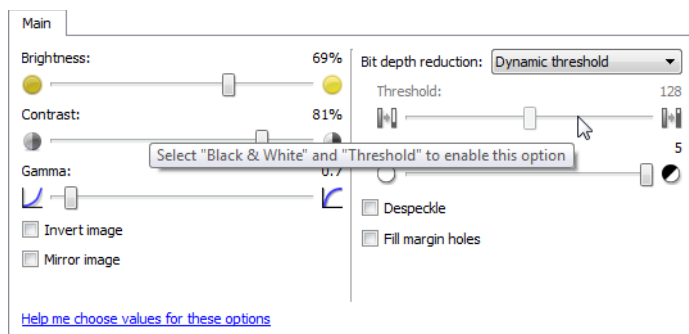 Main
Brightness: 69%
Contrast: 81%
Gamma: 0.7
Invert image
Mirror image
Help me choose values for these options
Bit depth reduction: Dynamic threshold
Threshold: 128
Select "Black & White" and "Threshold" to enable this option
5
Despeckle
Fill margin holes